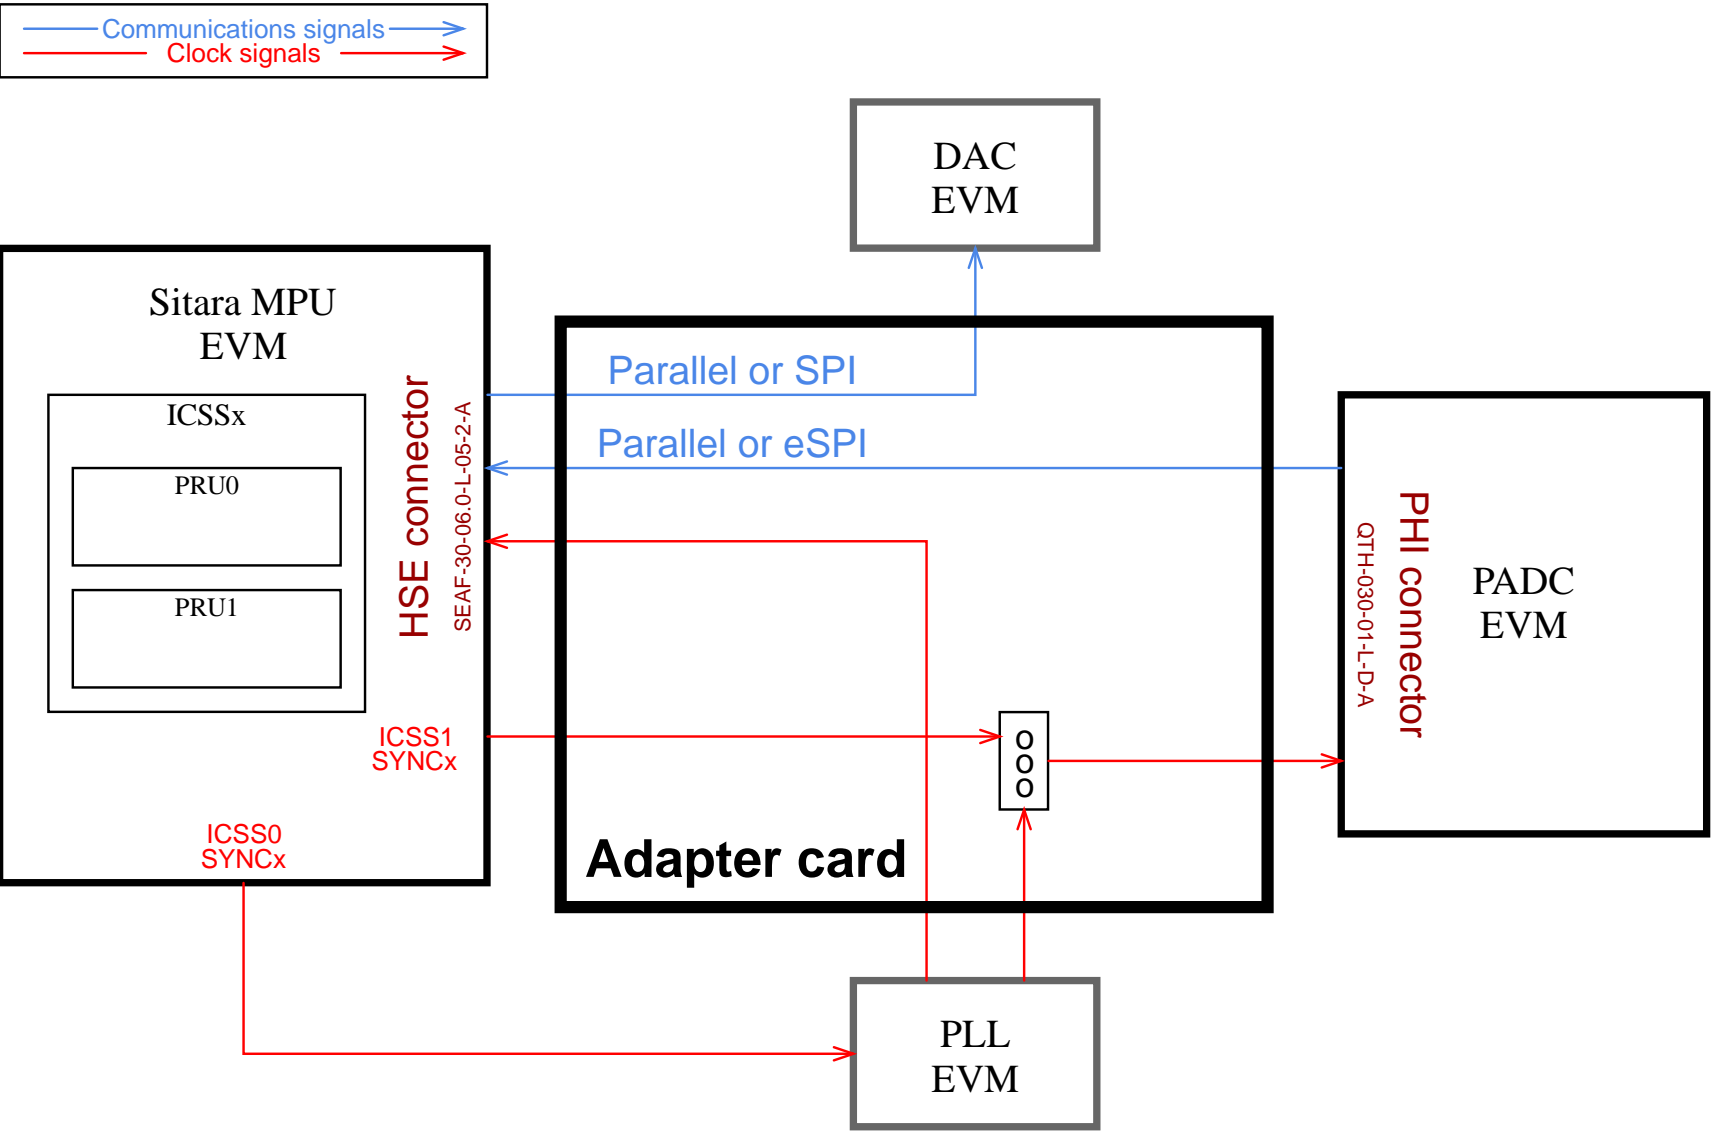 Communications signals
Clock signals
DAC
EVM
Sitara MPU
EVM
ICSSx
PRU0
PRU1
HSE connector
SEAF-30-06.0-L-05-2-A
Parallel or SPI
Parallel or eSPI
PHI connector
QTH-030-01-L-D-A
PADC
EVM
ICSS1
SYNCx
o
o
o
ICSS0
SYNCx
Adapter card
PLL
EVM